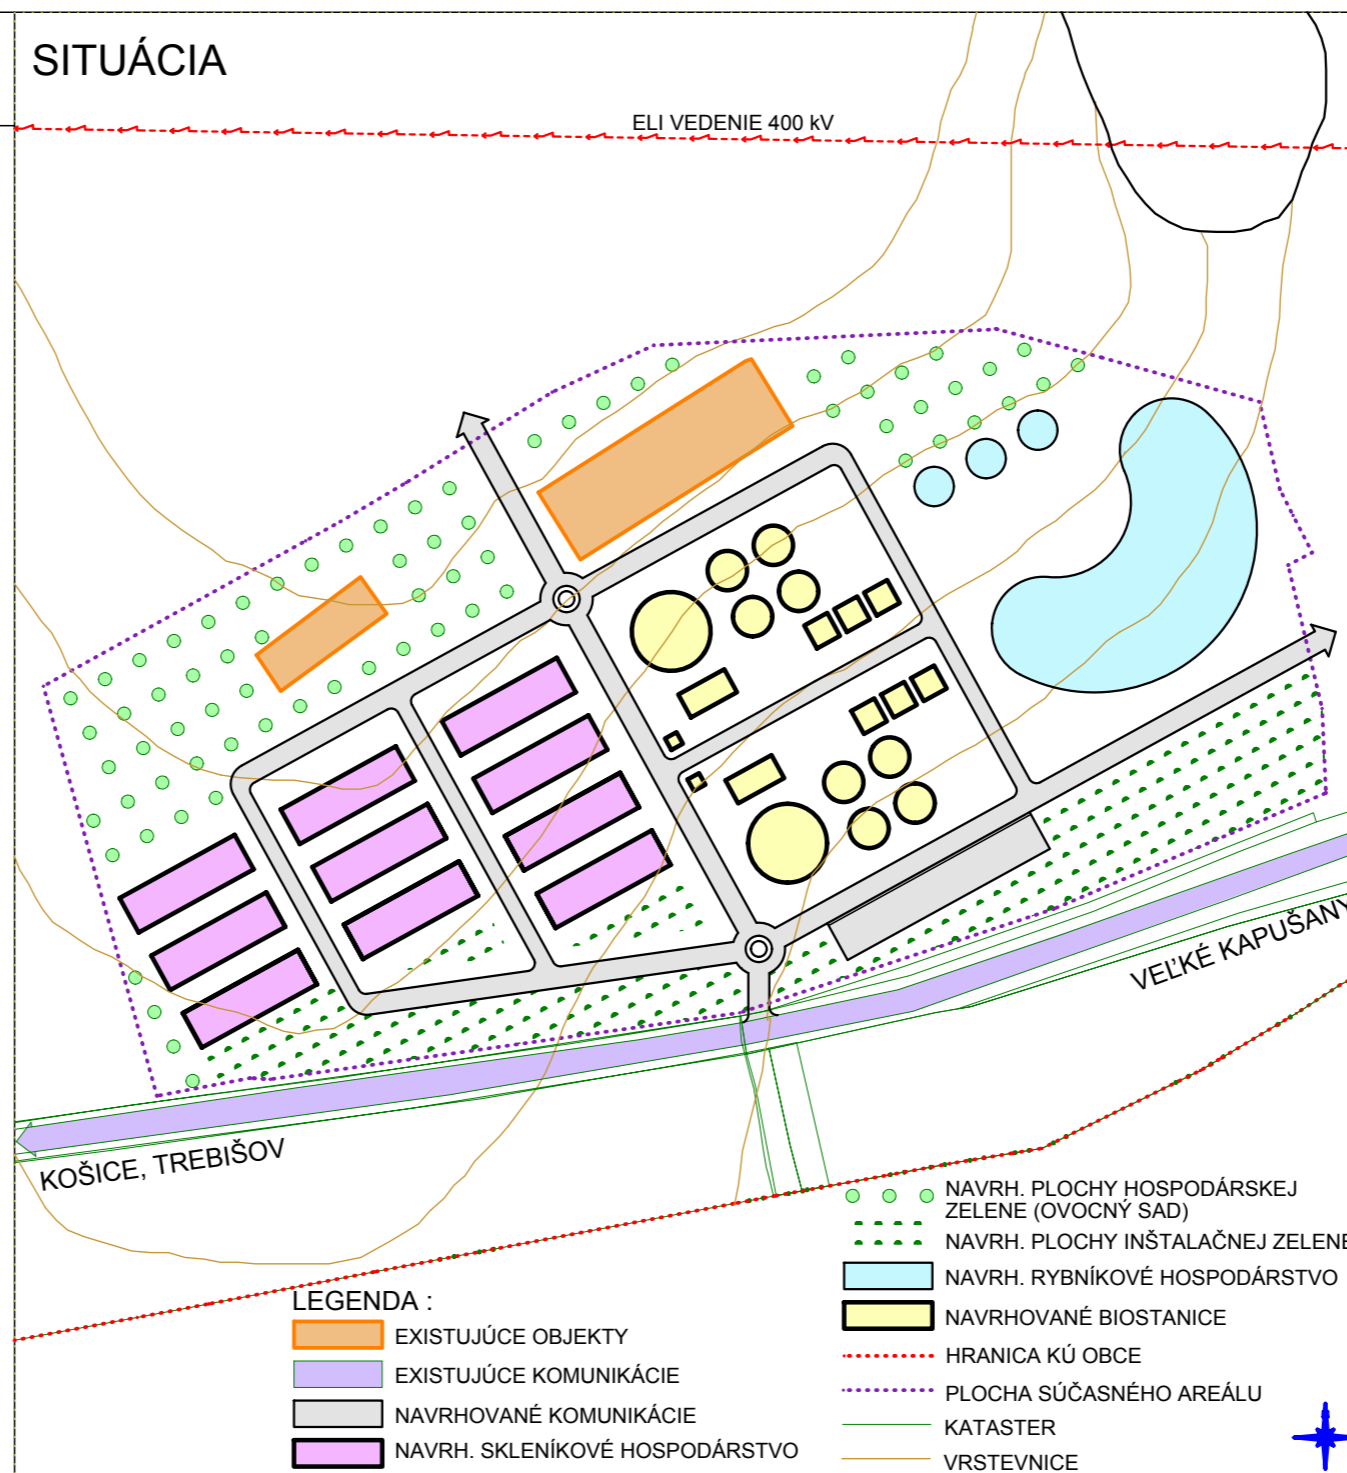 SITUÁCIA
ELI VEDENIE 400 kV
VEĽKÉ KAPUŠANY
KOŠICE, TREBIŠOV
LEGENDA :
EXISTUJÚCE OBJEKTY
EXISTUJÚCE KOMUNIKÁCIE
NAVRHOVANÉ KOMUNIKÁCIE
NAVRH. SKLENÍKOVÉ HOSPODÁRSTVO
NAVRH. PLOCHY HOSPODÁRSKEJ
ZELENE (OVOCNÝ SAD)
NAVRH. PLOCHY INŠTALAČNEJ ZELENE
NAVRH. RYBNÍKOVÉ HOSPODÁRSTVO
NAVRHOVANÉ BIOSTANICE
HRANICA KÚ OBCE
PLOCHA SÚČASNÉHO AREÁLU
KATASTER
VRSTEVNICE